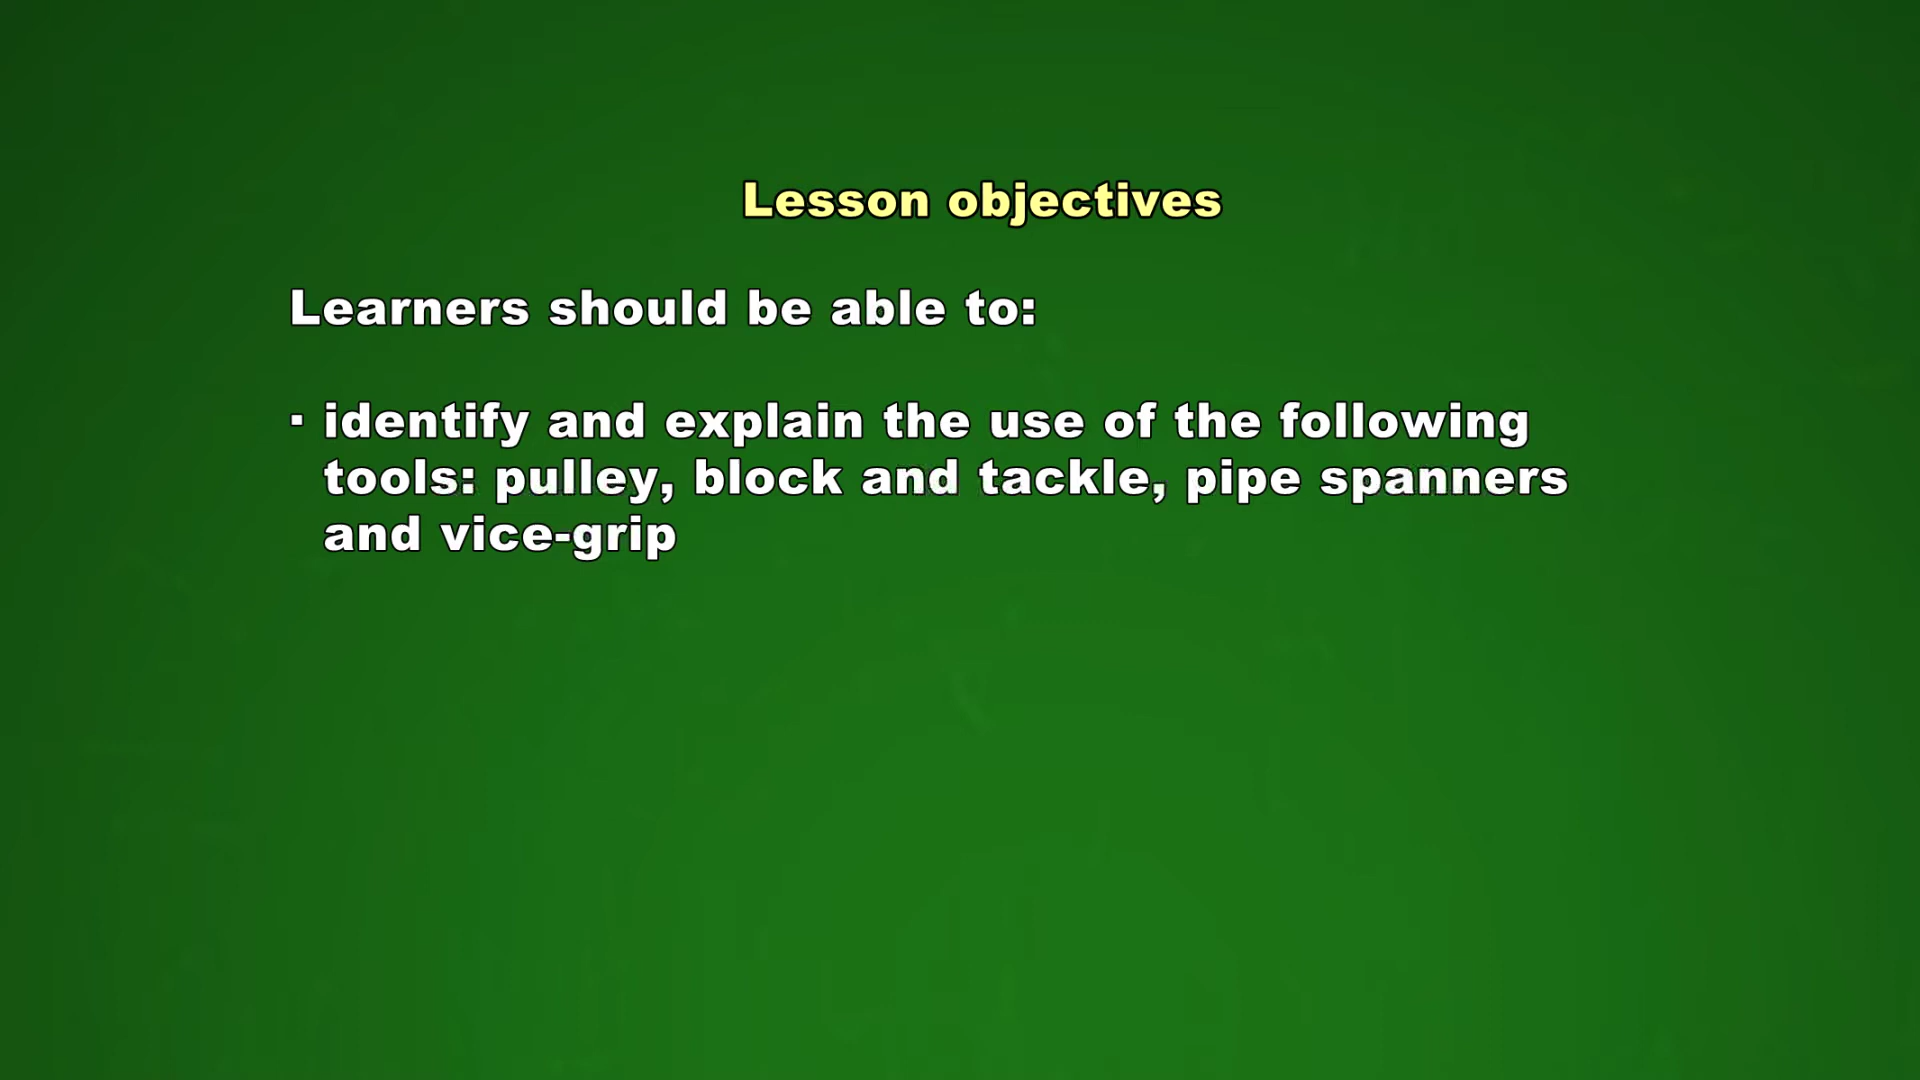 Lesson objectives
Learners should be able to:
· identify and explain the use of the following
tools: pulley, block and tackle, pipe spanners
and vice-grip